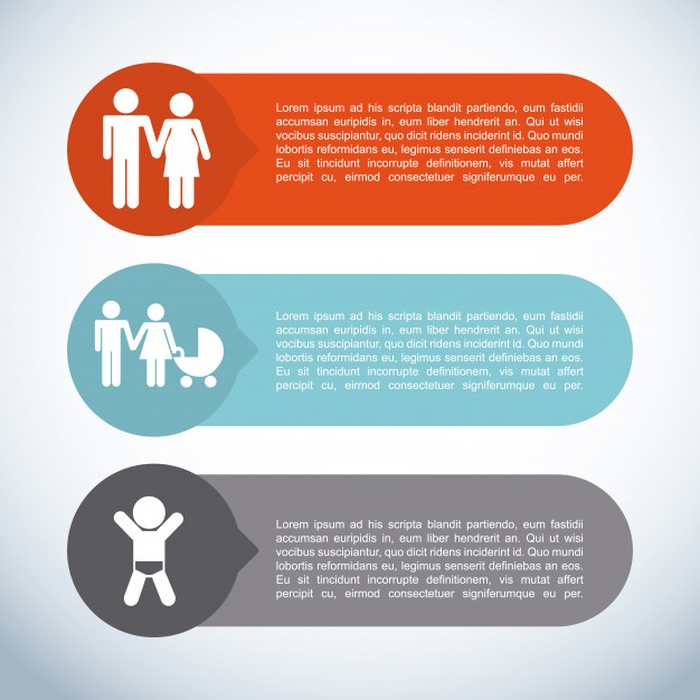 Lorem ipsum ad his scripta blandit partiendo, eum fastidii
accumsan euripidis in, eum liber hendrerit an. Qui ut wisi
vocibus suscipiantur, quo dicit ridens inciderint id. Quo mundi
lobortis reformidans eu, legimus senserit definiebas an eos.
Eu sit tincidunt incorrupte definitionem, vis mutat affert
percipit cu, eirmod consectetuer signiferumque eu per.
Lorem ipsum ad his scripta blandit partiendo, eum fastidii
accumsan euripidis in, eum liber hendrerit an. Qui ut wisi
vocibus suscipiantur, quo dicit ridens inciderint id. Quo mundi
lobortis reformidans eu, legimus senserit definiebas an eos.
Eu sit tincidunt incorrupte definitionem, vis mutat affert
percipit cu, eirmod consectetuer signiferumque eu per.
Lorem ipsum ad his scripta blandit partiendo, eum fastidii
accumsan euripidis in, eum liber hendrerit an. Qui ut wisi
vocibus suscipiantur, quo dicit ridens inciderint id. Quo mundi
lobortis reformidans eu, legimus senserit definiebas an eos.
Eu sit tincidunt incorrupte definitionem, vis mutat affert
percipit cu, eirmod consectetuer signiferumque eu per.